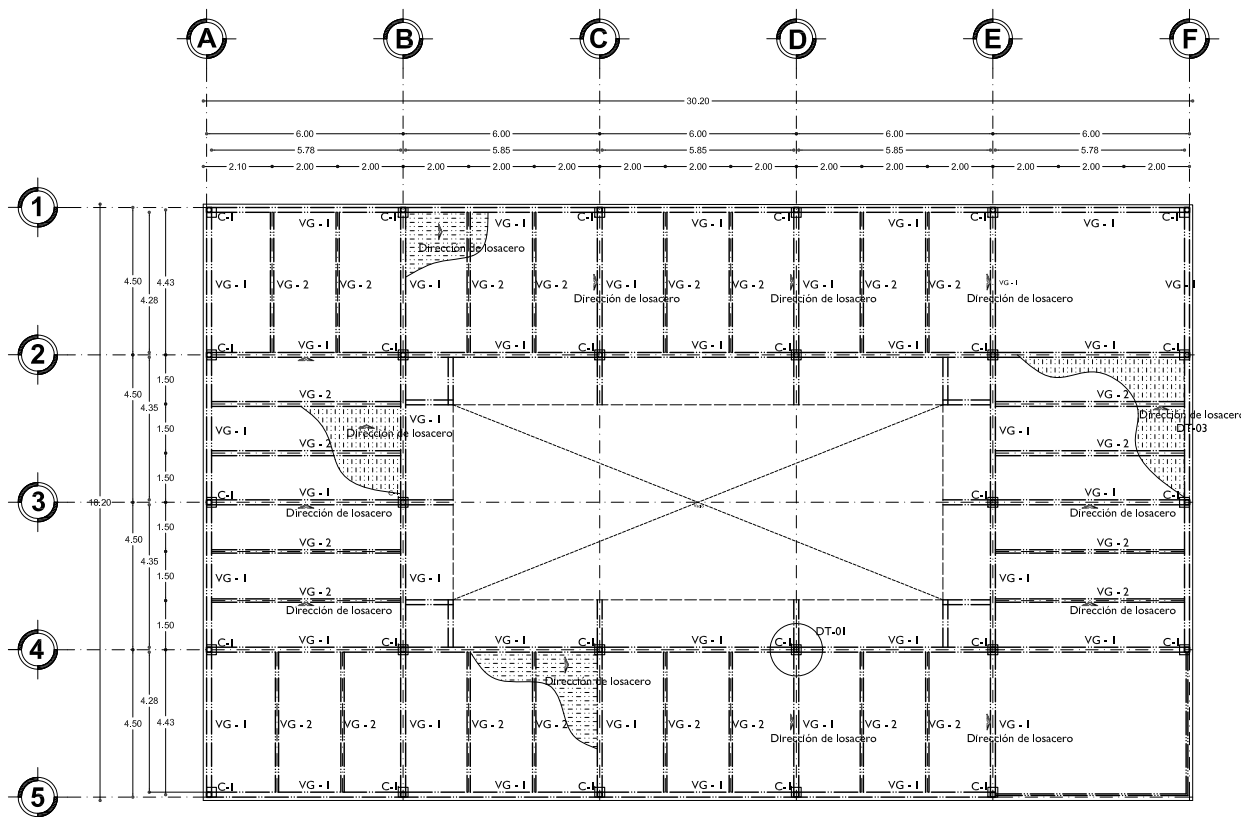 A B C D E F
30.20
6.00 6.00 6.00 6.00 6.00
5.78 5.85 5.85 5.85 5.78
2.10 2.00 2.00 2.00 2.00 2.00 2.00 2.00 2.00 2.00 2.00 2.00 2.00 2.00 2.00
1
C-1 VG - 1 C-1 VG - 1 C-1 VG - 1 C-1 VG - 1 C-1 VG - 1 C-1
Dirección de losacero
4.50 4.28 4.43
VG - 1 VG - 2 VG - 2 VG - 1 VG - 2 VG - 2 VG - 1 VG - 2 VG - 2 VG - 1 VG - 2 VG - 2 VG - 1 VG - 1
Dirección de losacero Dirección de losacero Dirección de losacero
2
C-1 VG - 1 C-1 VG - 1 C-1 VG - 1 C-1 VG - 1 C-1 VG - 1 C-1
1.50
4.50 4.35
VG - 2 VG - 2
Dirección de losacero
VG - 1
1.50
VG - 1 Dirección de losacero VG - 1 DT-03
VG - 2 VG - 2
1.50
3
C-1 VG - 1 C-1 VG - 1 C-1
18.20
Dirección de losacero Dirección de losacero
1.50
4.50 4.35
VG - 2 VG - 2
1.50
VG - 1 VG - 1 VG - 1
VG - 2 VG - 2
Dirección de losacero Dirección de losacero
1.50
DT-01
4
C-1 VG - 1 C-1 VG - 1 C-1 VG - 1 C-1 VG - 1 C-1 VG - 1 C-1
Dirección de losacero
4.28
4.50 4.43
VG - 1 VG - 2 VG - 2 VG - 1 VG - 2 VG - 2 VG - 1 VG - 2 VG - 2 VG - 1 VG - 2 VG - 2 VG - 1
Dirección de losacero Dirección de losacero
C-1 VG - 1 C-1 VG - 1 C-1 VG - 1 C-1 VG - 1 C-1
5